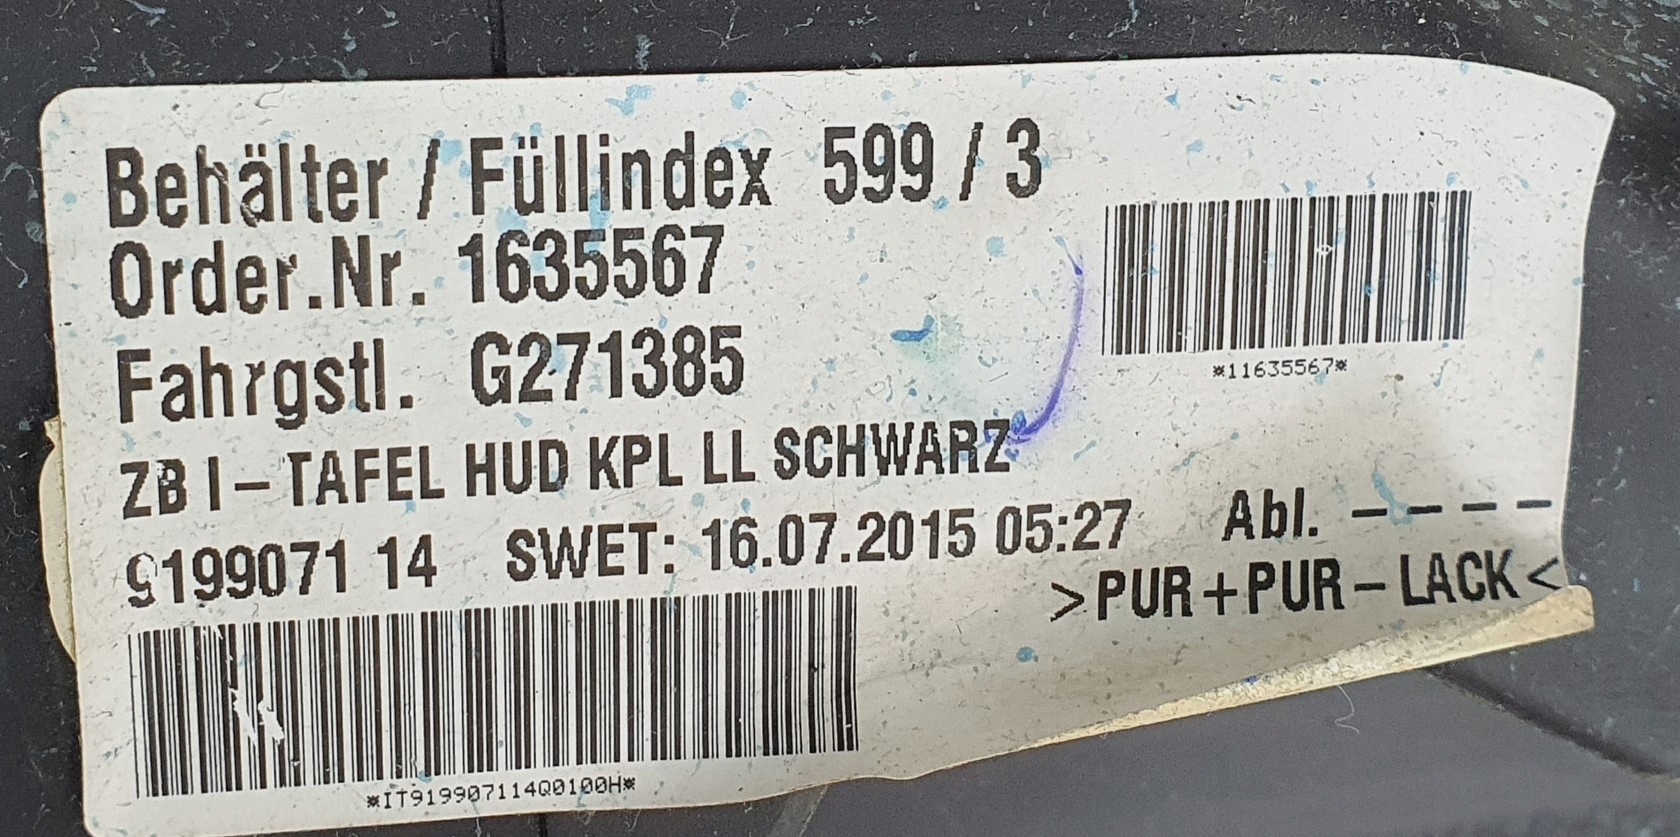 Behälter / Füllindex 599 / 3
Order.Nr. 1635567
*11635567*
Fahrgstl. G271385
ZB I-TAFEL HUD KPL LL SCHWARZ
9199071 14 SWET: 16.07.2015 05:27 Abl. ----
>PUR+PUR-LACK<
*IT919907114Q0100H*